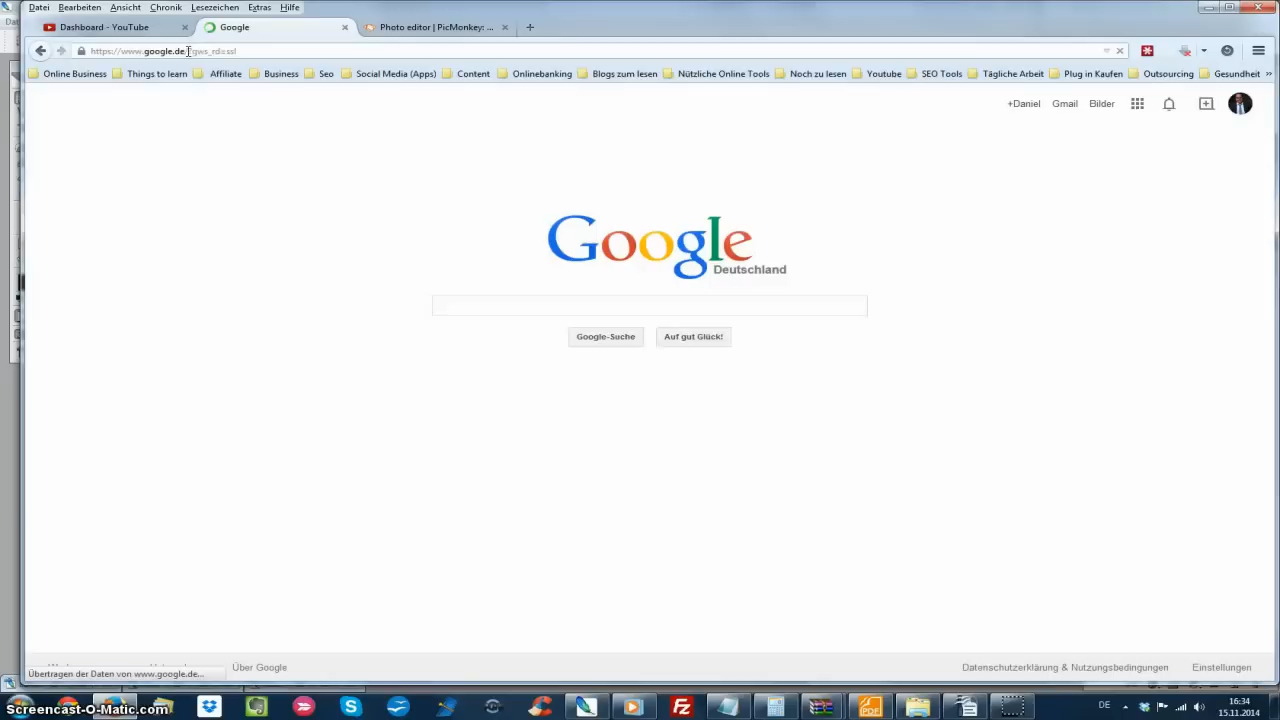 Datei Bearbeiten Ansicht Chronik Lesezeichen Extras Hilfe
Dashboard - YouTube Google Photo editor | PicMonkey: ...
https://www.google.de/?gws_rd=ssl
Online Business Things to learn Affiliate Business Seo Social Media (Apps) Content Onlinebanking Blogs zum lesen Nützliche Online Tools Noch zu lesen Youtube SEO Tools Tägliche Arbeit Plug in Kaufen Outsourcing Gesundheit »
+Daniel Gmail Bilder
Google
Deutschland
Google-Suche Auf gut Glück!
Über Google Datenschutzerklärung & Nutzungsbedingungen Einstellungen
Übertragen der Daten von www.google.de...
Screencast-O-Matic.com
PDF
DE 16:34
15.11.2014